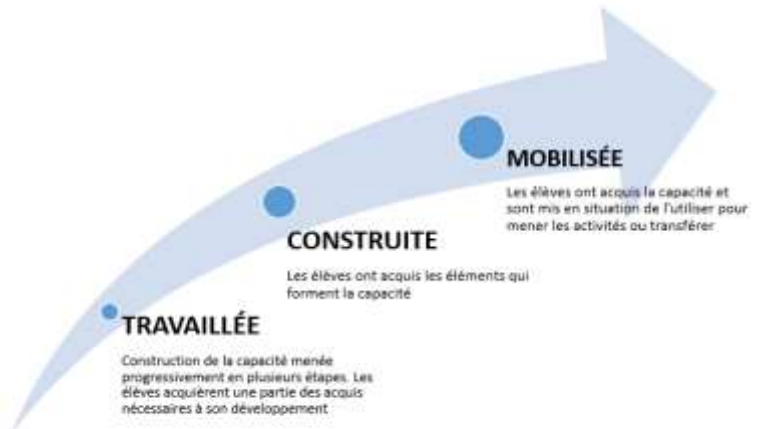 MOBILISÉE
Les élèves ont acquis la capacité et
sont mis en situation de l'utiliser pour
mener les activités ou transférer
CONSTRUITE
Les élèves ont acquis les éléments qui
forment la capacité
TRAVAILLÉE
Construction de la capacité menée
progressivement en plusieurs étapes. Les
élèves acquièrent une partie des acquis
nécessaires à son développement